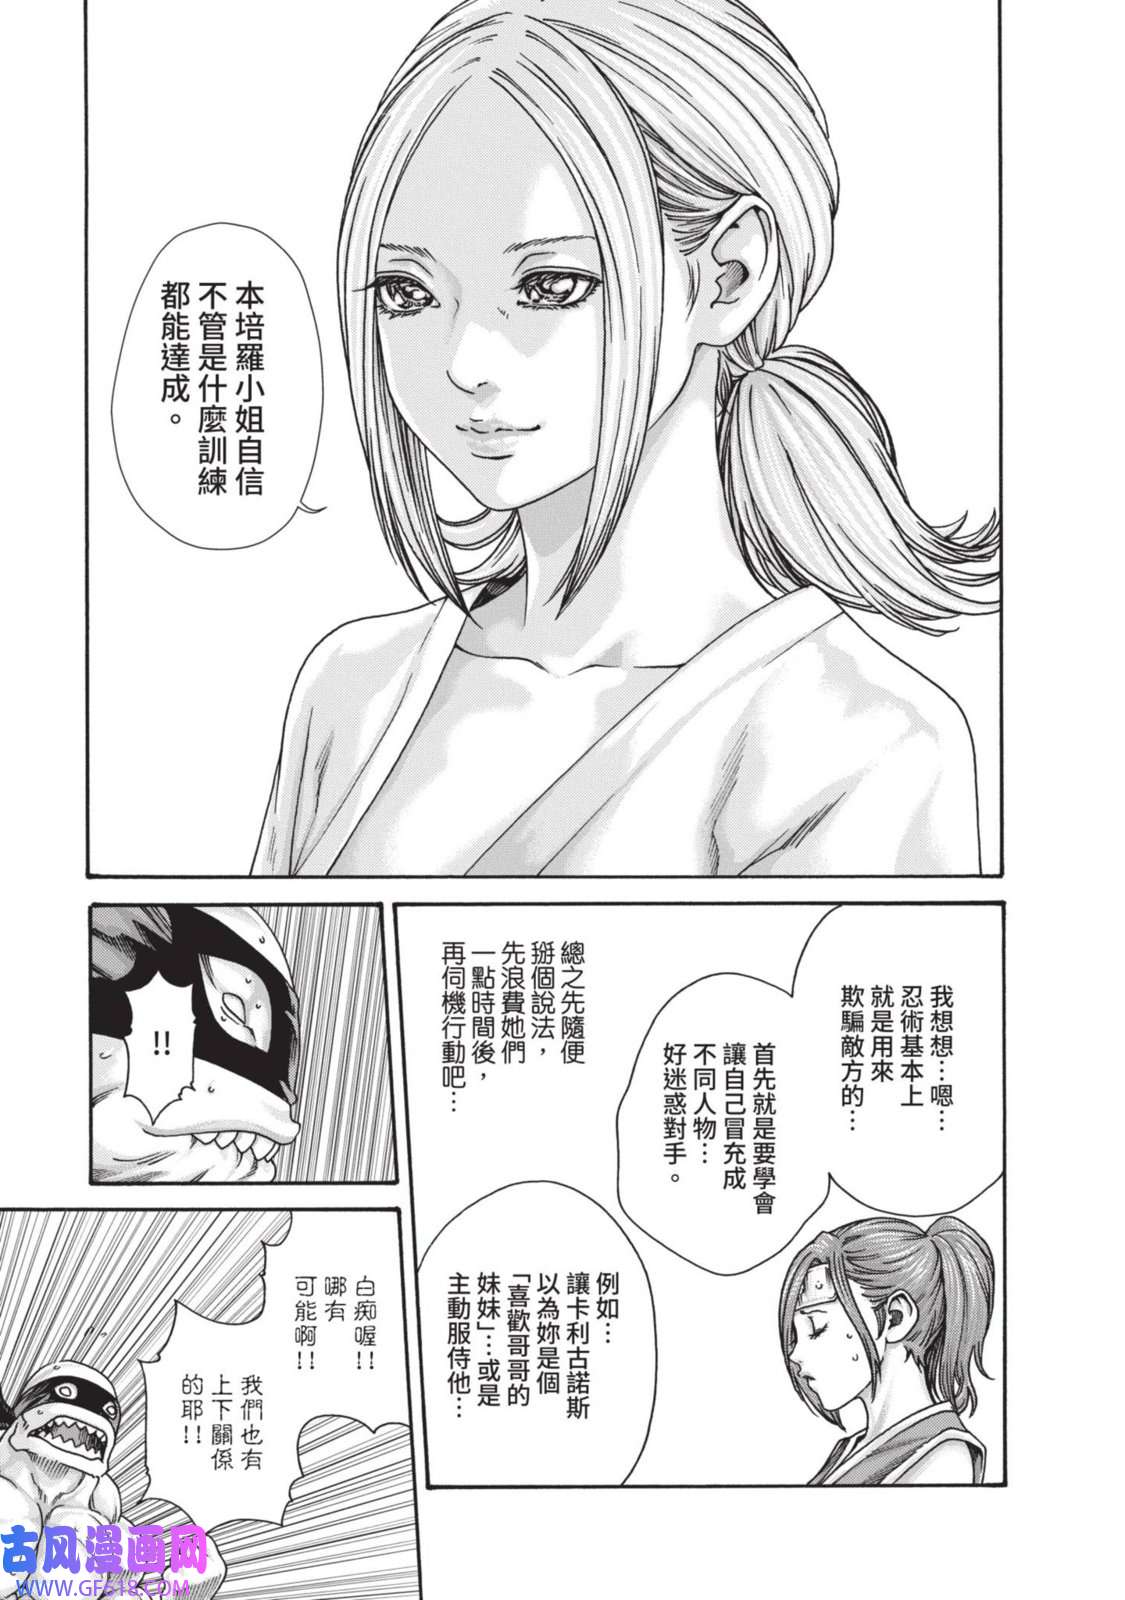 本培羅小姐自信
不管是什麼訓練
都能達成。
我想想…嗯…
忍術基本上
就是用來
欺騙敵方的…
首先就是要學會
讓自己冒充成
不同人物…
好迷惑對手。
總之先隨便
掰個說法，
先浪費她們
一點時間後，
再伺機行動吧…
例如…
讓卡利古諾斯
以為妳是個
「喜歡哥哥的
妹妹」…或是
主動服侍他…
!!
白痴喔!!
哪有
可能啊!!
我們也有
上下關係
的耶!!
古风漫画网
WWW.GF618.COM